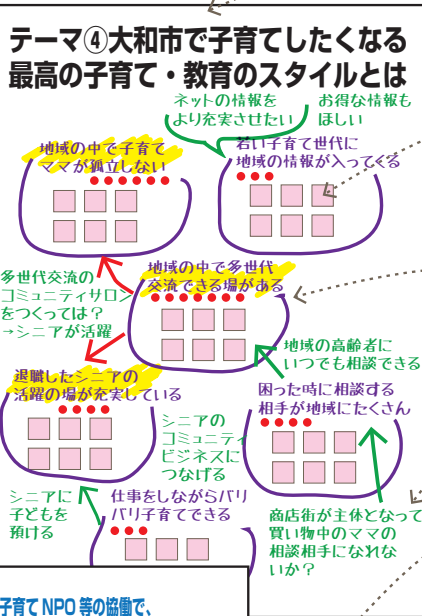 テーマ④大和市で子育てしたくなる
最高の子育て・教育のスタイルとは
ネットの情報を
より充実させたい
お得な情報も
ほしい
地域の中で子育て
ママが孤立しない
若い子育て世代に
地域の情報が入ってくる
多世代交流の
コミュニティサロン
をつくっては？
→シニアが活躍
地域の中で多世代
交流できる場がある
地域の高齢者に
いつでも相談できる
退職したシニアの
活躍の場が充実している
困った時に相談する
相手が地域にたくさん
シニアの
コミュニティ
ビジネスに
つなげる
シニアに
子どもを
預ける
仕事をしながらバリ
バリ子育てできる
商店街が主体となって
買い物中のママの
相談相手になれな
いか？
子育て NPO 等の協働で、